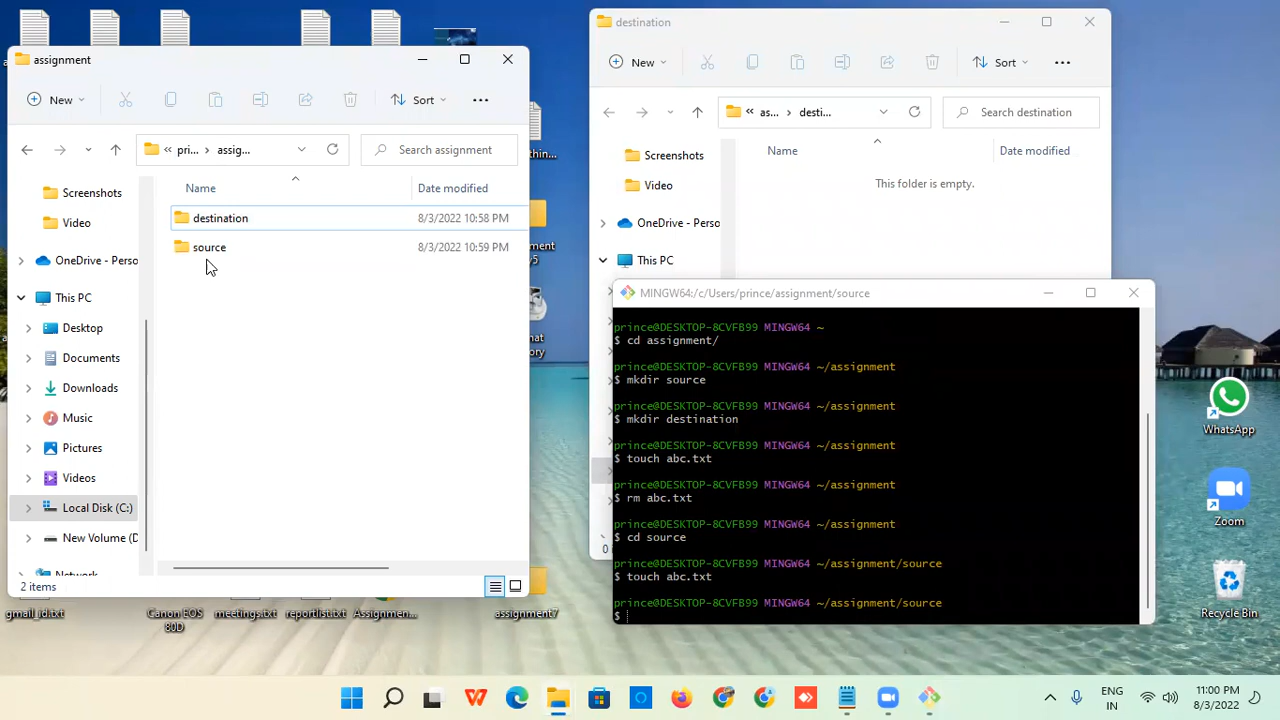 assignment
New
Sort
pri...
assig...
Search assignment
Name
Date modified
Screenshots
Video
OneDrive - Perso
This PC
Desktop
Documents
Downloads
Music
Pictures
Videos
Local Disk (C:)
New Volume (D
Network
destination
8/3/2022 10:58 PM
source
8/3/2022 10:59 PM
2 items
destination
New
Sort
as...
desti...
Search destination
Name
Date modified
Screenshots
Video
OneDrive - Perso
This PC
This folder is empty.
MINGW64:/c/Users/prince/assignment/source
prince@DESKTOP-8CVFB99 MINGW64 ~
$ cd assignment/
prince@DESKTOP-8CVFB99 MINGW64 ~/assignment
$ mkdir source
prince@DESKTOP-8CVFB99 MINGW64 ~/assignment
$ mkdir destination
prince@DESKTOP-8CVFB99 MINGW64 ~/assignment
$ touch abc.txt
prince@DESKTOP-8CVFB99 MINGW64 ~/assignment
$ rm abc.txt
prince@DESKTOP-8CVFB99 MINGW64 ~/assignment
$ cd source
prince@DESKTOP-8CVFB99 MINGW64 ~/assignment/source
$ touch abc.txt
prince@DESKTOP-8CVFB99 MINGW64 ~/assignment/source
$
WhatsApp
Zoom
Recycle Bin
gmail_id.txt
Canon EOS
80D
meetings.txt
reportlist.txt
Assignmen...
assignment7
ENG
IN
11:00 PM
8/3/2022